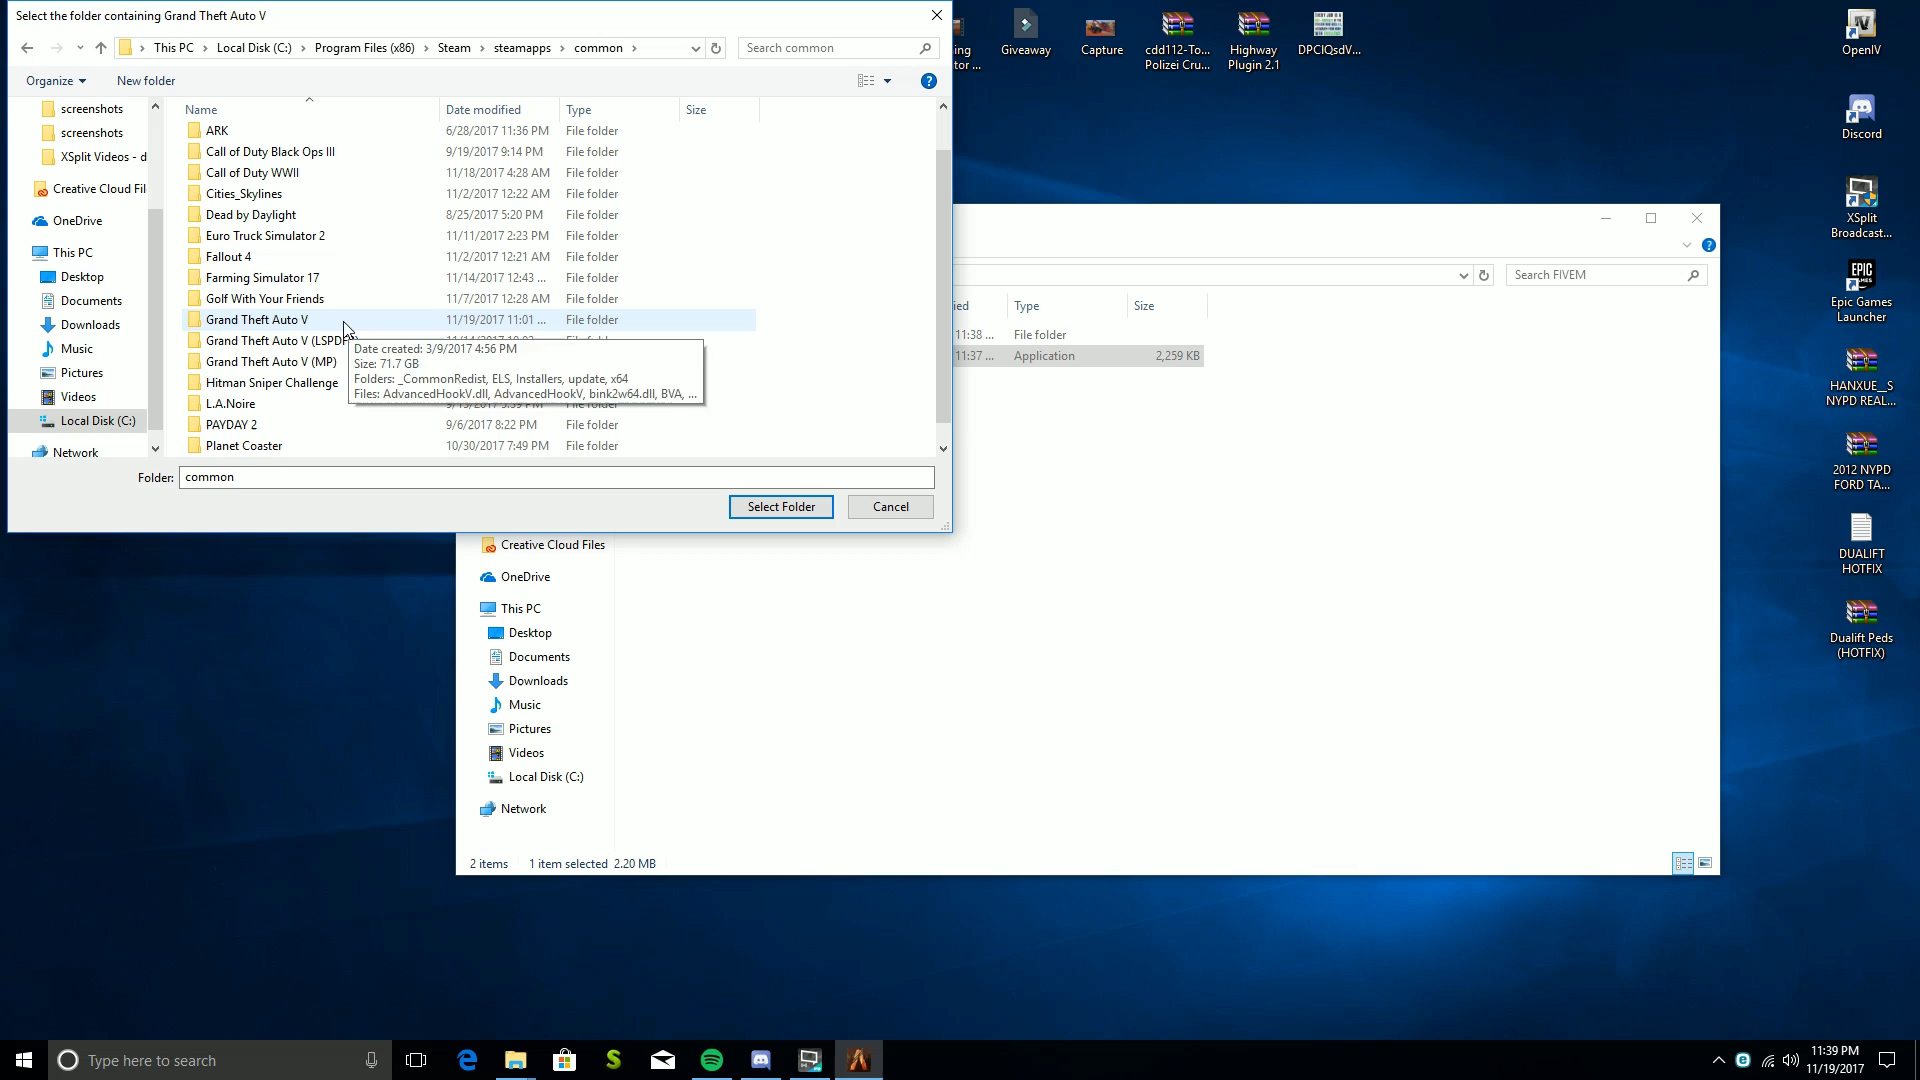 Select the folder containing Grand Theft Auto V
This PC > Local Disk (C:) > Program Files (x86) > Steam > steamapps > common >
Search common
Organize
New folder
screenshots
screenshots
XSplit Videos - d
Creative Cloud Fil
OneDrive
This PC
Desktop
Documents
Downloads
Music
Pictures
Videos
Local Disk (C:)
Network
Name Date modified Type Size
ARK 6/28/2017 11:36 PM File folder
Call of Duty Black Ops III 9/19/2017 9:14 PM File folder
Call of Duty WWII 11/18/2017 4:28 AM File folder
Cities_Skylines 11/2/2017 12:22 AM File folder
Dead by Daylight 8/25/2017 5:20 PM File folder
Euro Truck Simulator 2 11/11/2017 2:23 PM File folder
Fallout 4 11/2/2017 12:21 AM File folder
Farming Simulator 17 11/14/2017 12:43 ... File folder
Golf With Your Friends 11/7/2017 12:28 AM File folder
Grand Theft Auto V 11/19/2017 11:01 ... File folder
Grand Theft Auto V (LSPD
Grand Theft Auto V (MP)
Hitman Sniper Challenge
L.A.Noire
PAYDAY 2 9/6/2017 8:22 PM File folder
Planet Coaster 10/30/2017 7:49 PM File folder
Date created: 3/9/2017 4:56 PM
Size: 71.7 GB
Folders: _CommonRedist, ELS, Installers, update, x64
Files: AdvancedHookV.dll, AdvancedHookV, bink2w64.dll, BVA, ...
Folder: common
Select Folder
Cancel
ing
tor ...
Giveaway
Capture
cdd112-To...
Polizei Cru...
Highway
Plugin 2.1
DPCIQsdV...
OpenIV
Discord
XSplit
Broadcast...
EPIC
GAMES
Epic Games
Launcher
HANXUE__S
NYPD REAL...
2012 NYPD
FORD TA...
DUALIFT
HOTFIX
Dualift Peds
(HOTFIX)
Search FIVEM
ied Type Size
11:38 ... File folder
11:37 ... Application 2,259 KB
Creative Cloud Files
OneDrive
This PC
Desktop
Documents
Downloads
Music
Pictures
Videos
Local Disk (C:)
Network
2 items 1 item selected 2.20 MB
Type here to search
11:39 PM
11/19/2017